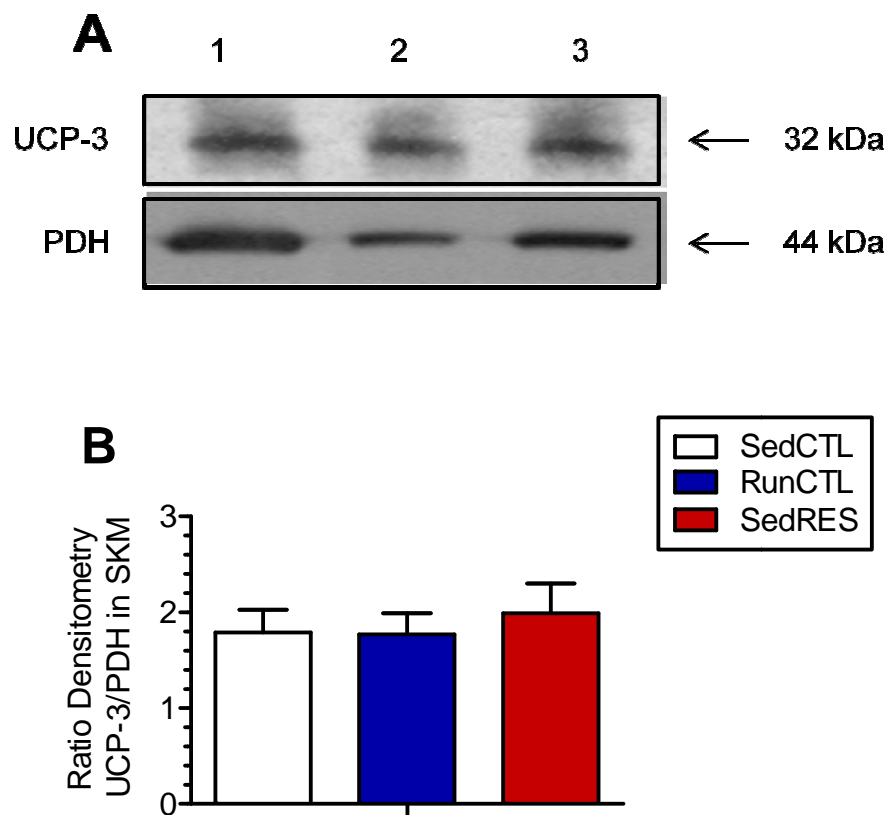 A
1 2 3
UCP-3 32 kDa
PDH 44 kDa
B
SedCTL
RunCTL
SedRES
Ratio Densitometry
UCP-3/PDH in SKM
3
2
1
0